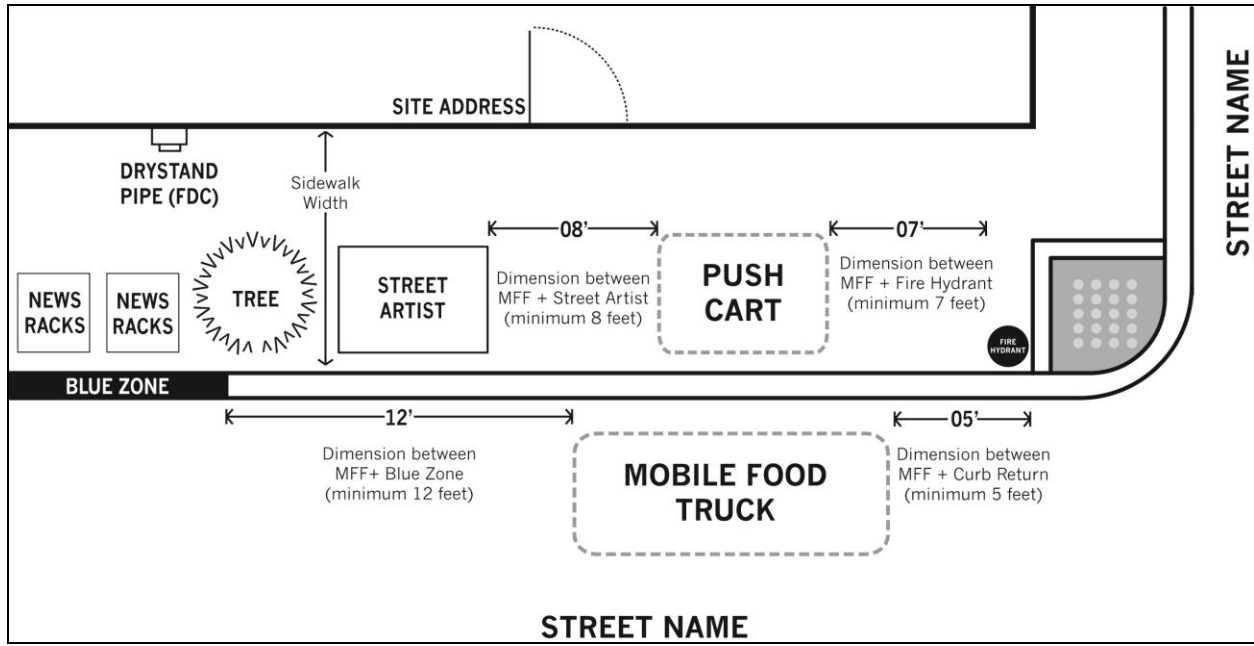 SITE ADDRESS
DRYSTAND
PIPE (FDC)
Sidewalk
Width
NEWS
RACKS
NEWS
RACKS
TREE
STREET
ARTIST
08'
Dimension between
MFF + Street Artist
(minimum 8 feet)
PUSH
CART
07'
Dimension between
MFF + Fire Hydrant
(minimum 7 feet)
FIRE
HYDRANT
STREET NAME
BLUE ZONE
12'
Dimension between
MFF+ Blue Zone
(minimum 12 feet)
MOBILE FOOD
TRUCK
05'
Dimension between
MFF + Curb Return
(minimum 5 feet)
STREET NAME